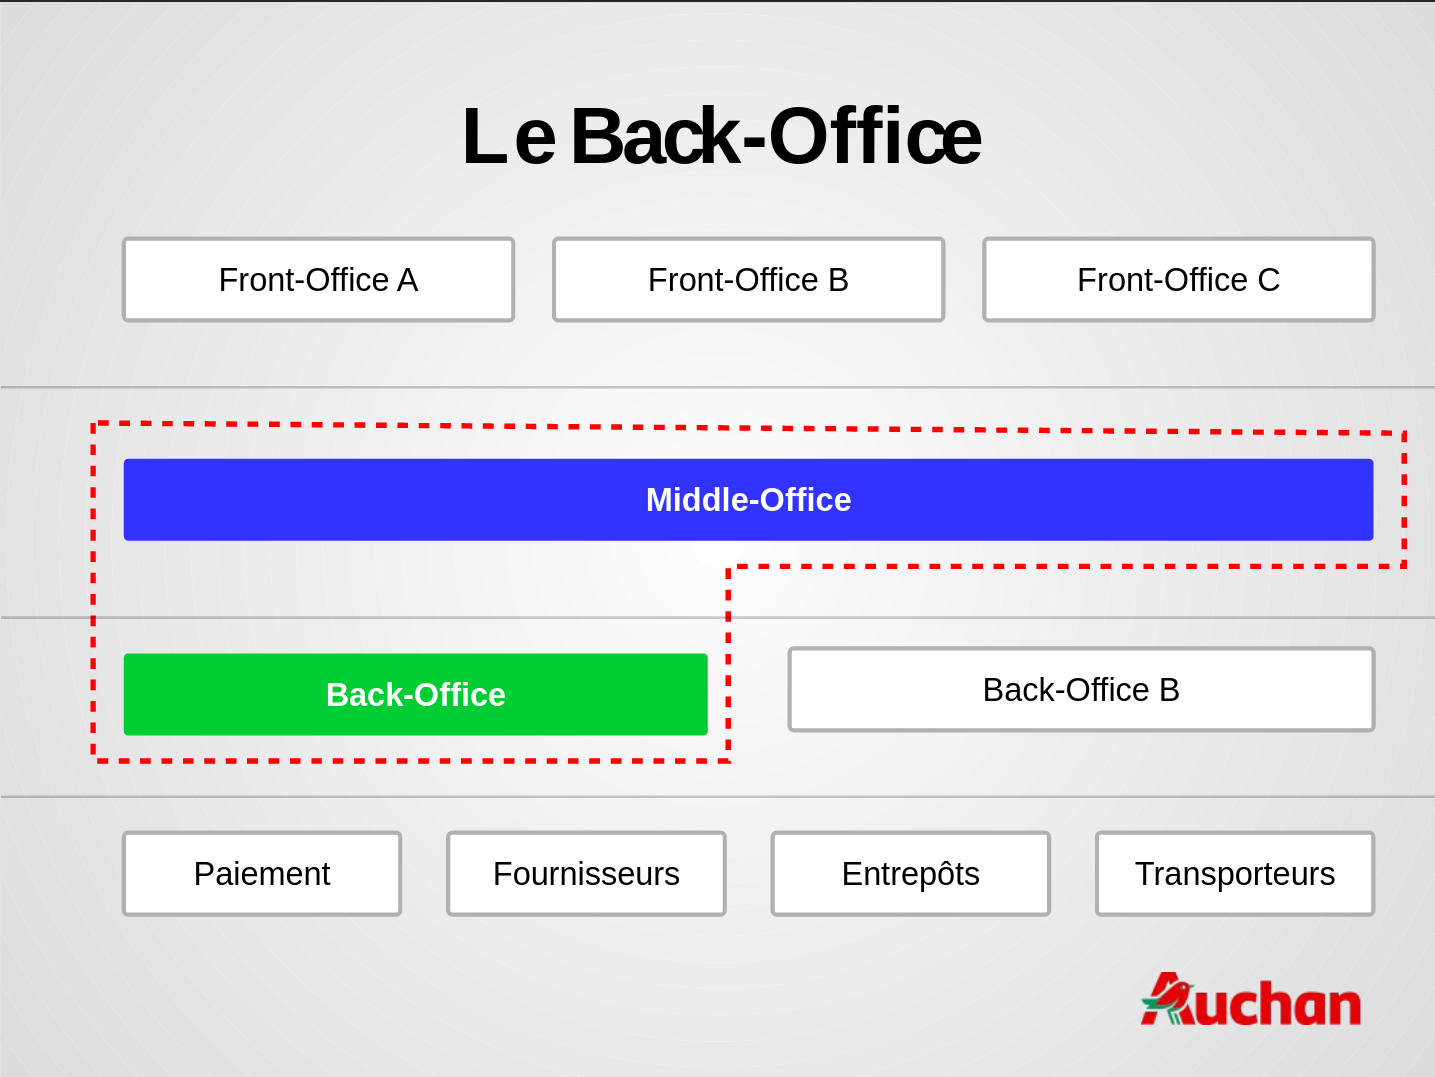 Le Back-Office
Front-Office A
Front-Office B
Front-Office C
Middle-Office
Back-Office
Back-Office B
Paiement
Fournisseurs
Entrepôts
Transporteurs
Auchan